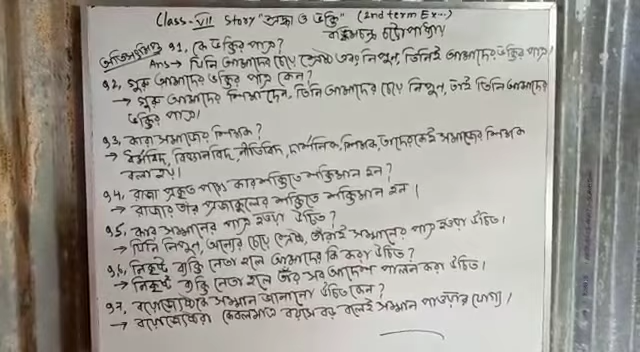 Class-VII Story "শ্রদ্ধা ও ভক্তি" (2nd term Ex...)
বঙ্কিমচন্দ্র চট্টোপাধ্যায়
অতিসংক্ষিপ্ত
q1, কে ভক্তির পাত্র?
Ans → যিনি আমাদের চেয়ে শ্রেষ্ঠ এবং নিপুণ, তিনিই আমাদের ভক্তির পাত্র।
q2, গুরু আমাদের ভক্তির পাত্র কেন?
→ গুরু আমাদের শিক্ষা দেন, তিনি আমাদের চেয়ে নিপুণ, তাই তিনি আমাদের
ভক্তির পাত্র।
q3, কারা সমাজের শিক্ষক?
→ ধর্মবিদ, বিজ্ঞানবিদ, নীতিবিদ, দার্শনিক, শিক্ষক, তাদেরকেই সমাজের শিক্ষক
বলা হয়।
q4, রাজা প্রকৃত পক্ষে কার শক্তিতে শক্তিমান হন?
→ রাজার তাঁর প্রজাকুলের শক্তিতে শক্তিমান হন।
q5, কার সম্মানের পাত্র হওয়া উচিত?
→ যিনি নিপুণ, অন্যের চেয়ে শ্রেষ্ঠ, তাঁরই সম্মানের পাত্র হওয়া উচিত।
q6, নিকৃষ্ট ব্যক্তি নেতা হলে আমাদের কি করা উচিত?
→ নিকৃষ্ট ব্যক্তি নেতা হলে তাঁর সব আদেশ পালন করা উচিত।
q7, বয়োজ্যেষ্ঠকে সম্মান জানানো উচিত কেন?
→ বয়োজ্যেষ্ঠরা কেবলমাত্র বয়সে বড় বলেই সম্মান পাওয়ার যোগ্য।